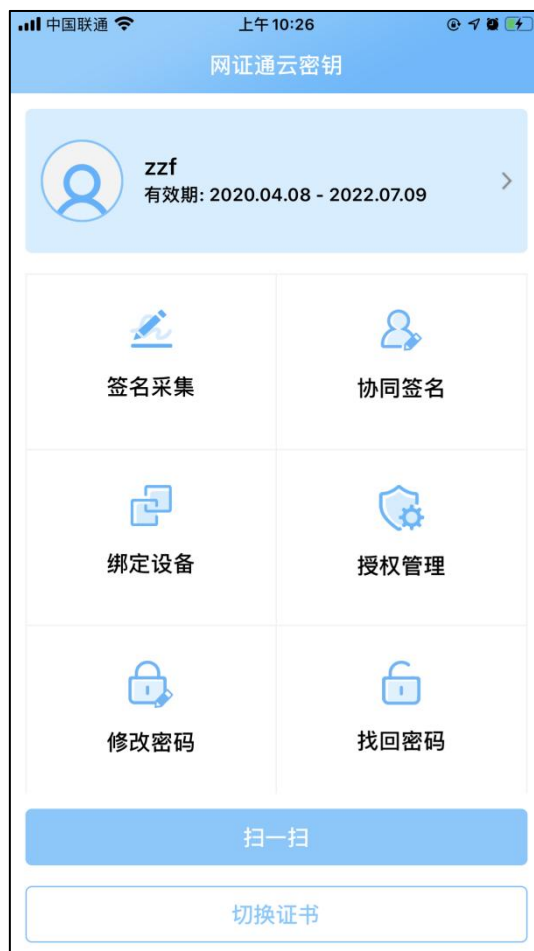 中国联通 上午10:26
网证通云密钥
zzf
有效期: 2020.04.08 - 2022.07.09
签名采集 协同签名
绑定设备 授权管理
修改密码 找回密码
扫一扫
切换证书